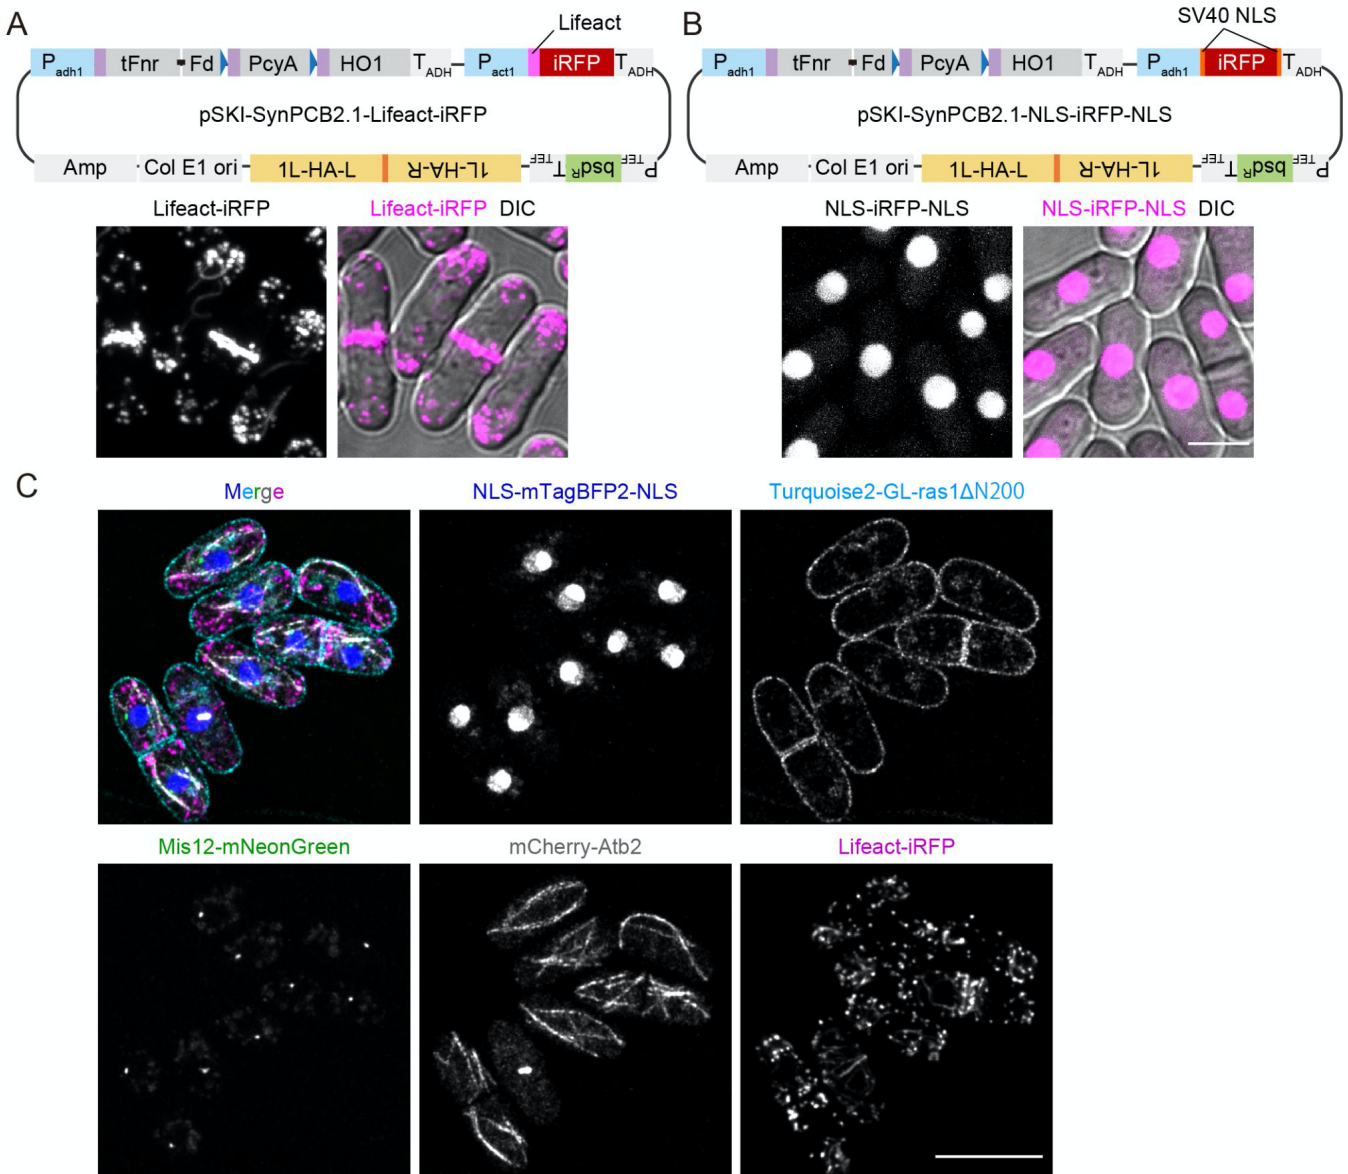 A
Lifeact
Padh1 tFnr Fd PcyA HO1 TADH Pact1 iRFP TADH
pSKI-SynPCB2.1-Lifeact-iRFP
Amp Col E1 ori 1L-HA-L 1L-HA-R TTEF bsdR PTEF
Lifeact-iRFP
Lifeact-iRFP DIC
B
SV40 NLS
Padh1 tFnr Fd PcyA HO1 TADH Padh1 iRFP TADH
pSKI-SynPCB2.1-NLS-iRFP-NLS
Amp Col E1 ori 1L-HA-L 1L-HA-R TTEF bsdR PTEF
NLS-iRFP-NLS
NLS-iRFP-NLS DIC
C
Merge
NLS-mTagBFP2-NLS
Turquoise2-GL-ras1ΔN200
Mis12-mNeonGreen
mCherry-Atb2
Lifeact-iRFP